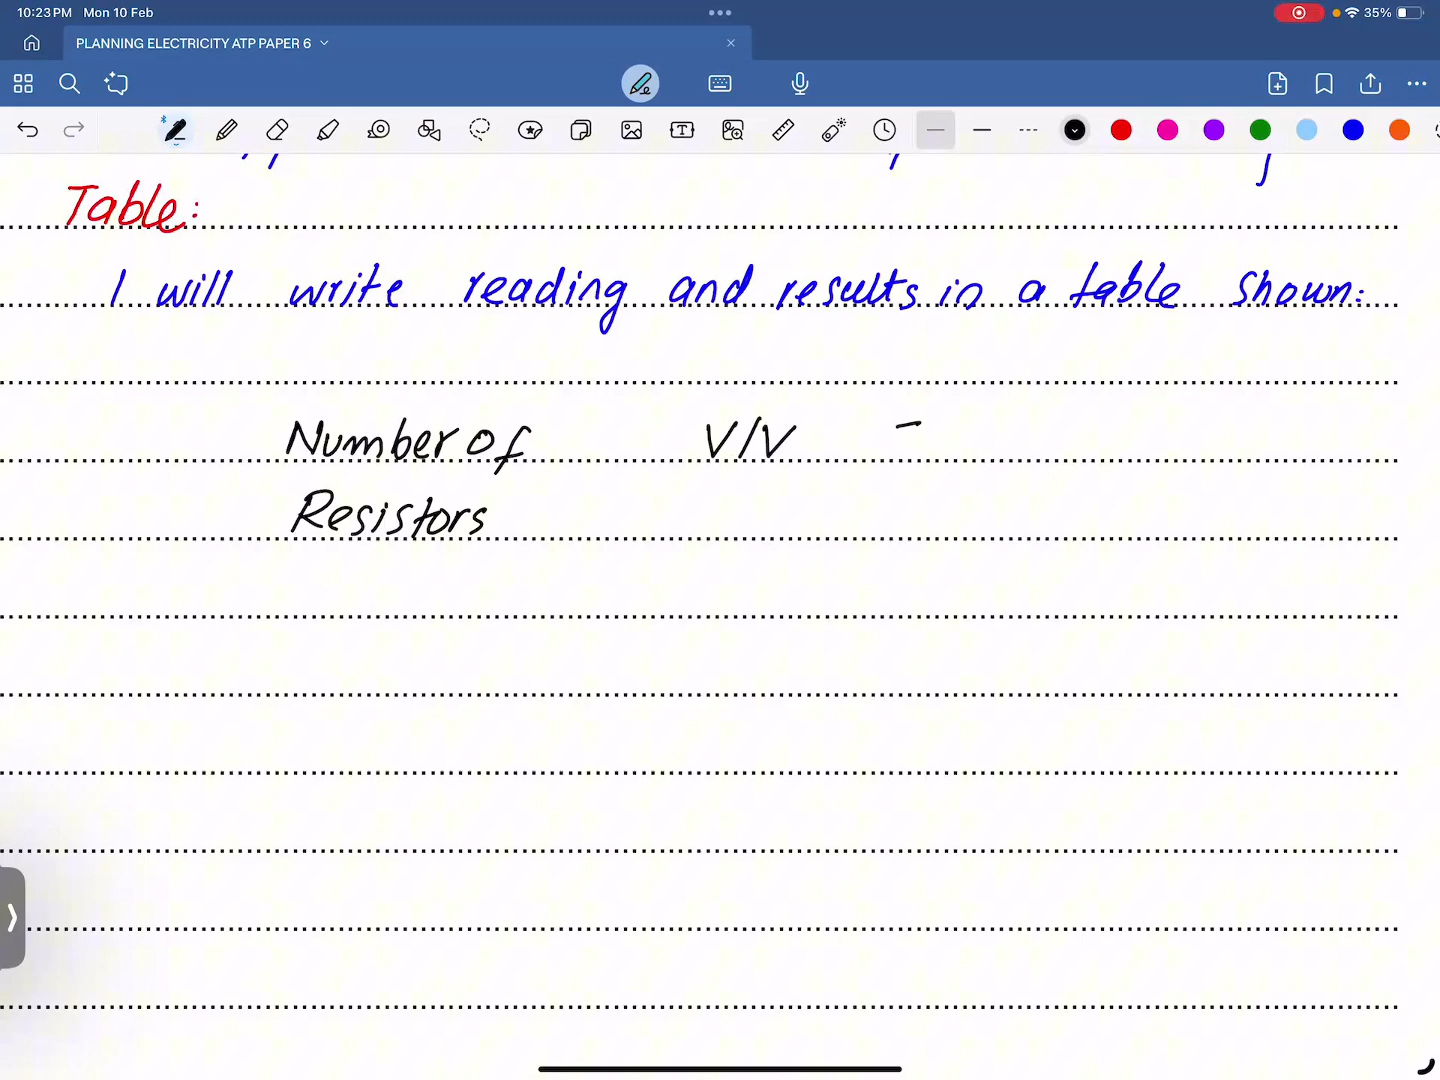 10:23 PM Mon 10 Feb 35%
PLANNING ELECTRICITY ATP PAPER 6
Table:
I will write reading and results in a table shown:
Number of V/V
Resistors